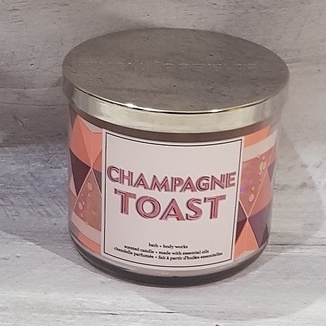 CHAMPAGNE
TOAST
bath + body works
scented candle • made with essential oils
chandelle parfumée • fait à partir d'huiles essentielles